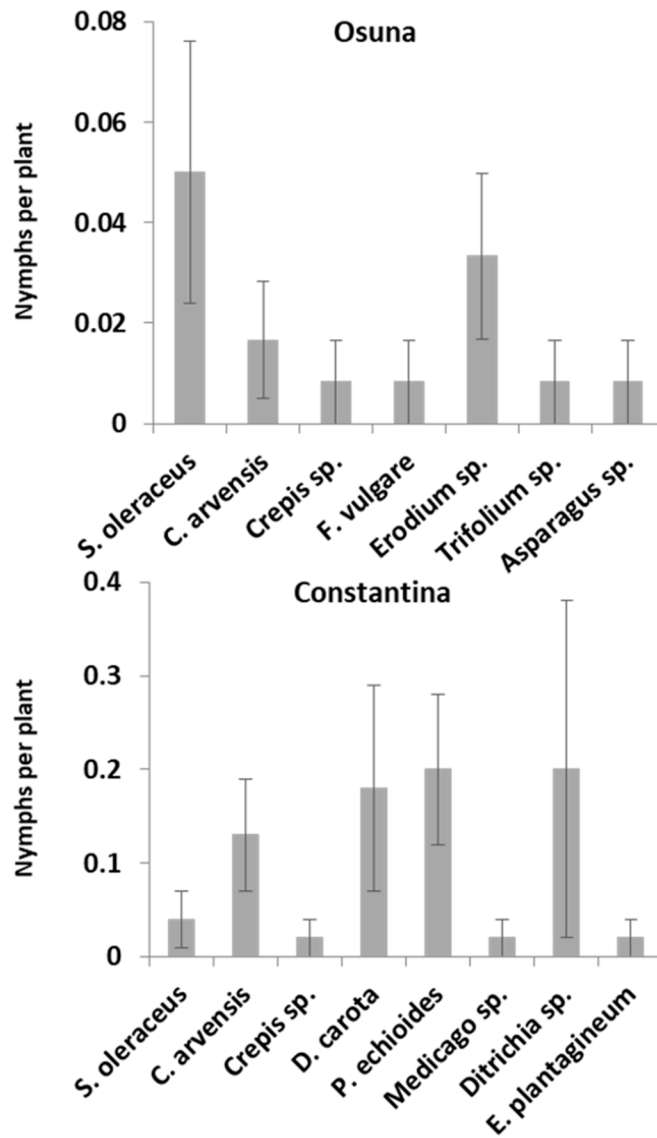 Osuna
Nymphs per plant
0.08
0.06
0.04
0.02
0
S. oleraceus
C. arvensis
Crepis sp.
F. vulgare
Erodium sp.
Trifolium sp.
Asparagus sp.
Constantina
Nymphs per plant
0.4
0.3
0.2
0.1
0
S. oleraceus
C. arvensis
Crepis sp.
D. carota
P. echioides
Medicago sp.
Ditrichia sp.
E. plantagineum